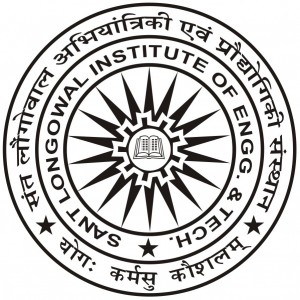 संत लौंगोवाल अभियांत्रिकी एवं प्रौद्योगिकी संस्थान
SANT LONGOWAL INSTITUTE OF ENGG. & TECH.
योगः कर्मसु कौशलम्